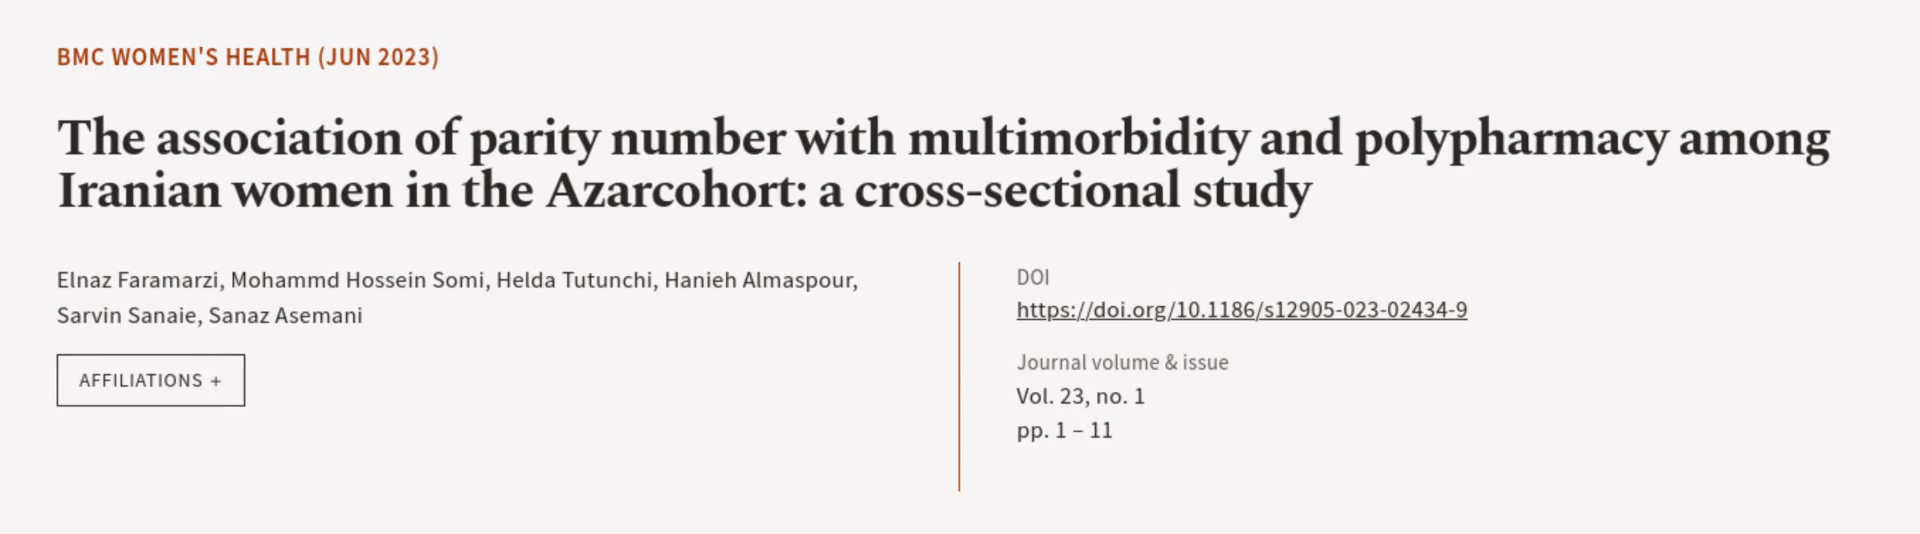 BMC WOMEN'S HEALTH (JUN 2023)
The association of parity number with multimorbidity and polypharmacy among
Iranian women in the Azarcohort: a cross-sectional study
Elnaz Faramarzi, Mohammd Hossein Somi, Helda Tutunchi, Hanieh Almaspour,
Sarvin Sanaie, Sanaz Asemani
AFFILIATIONS +
DOI
https://doi.org/10.1186/s12905-023-02434-9
Journal volume & issue
Vol. 23, no. 1
pp. 1 – 11